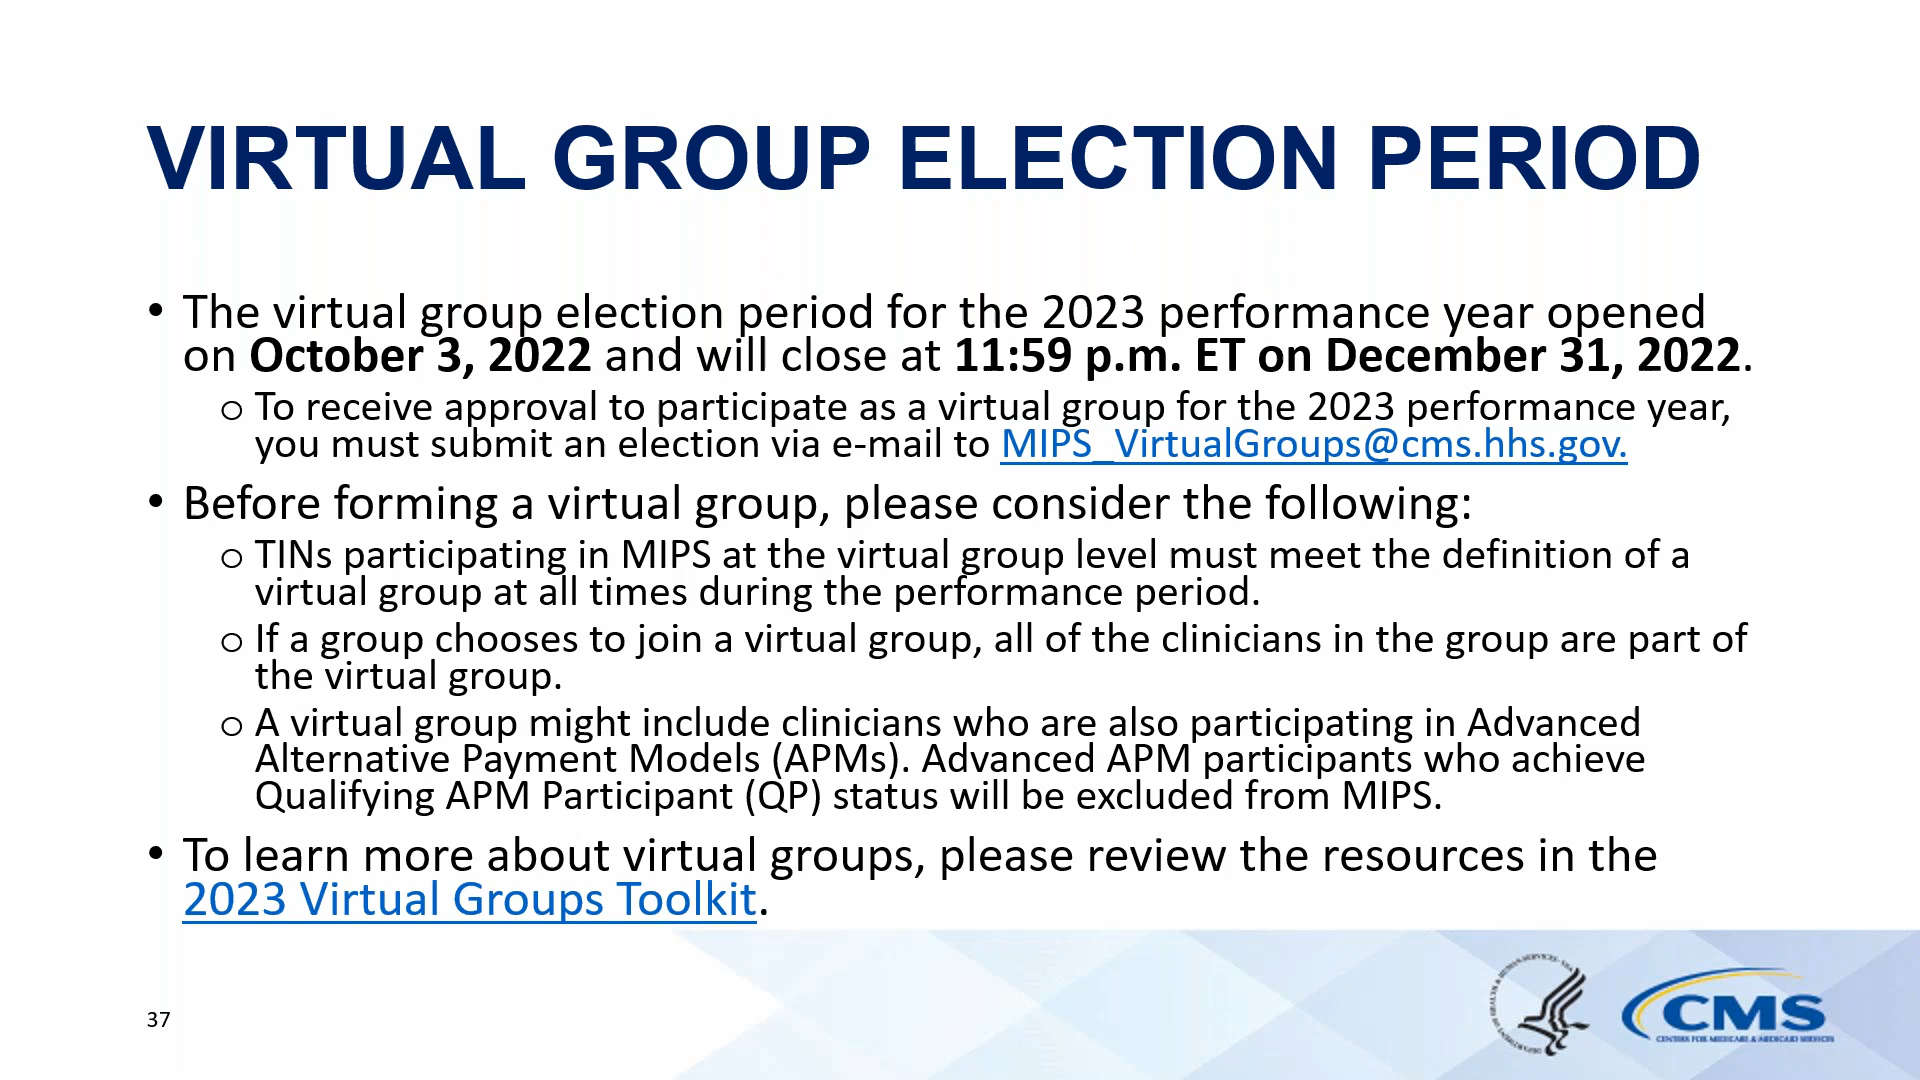 VIRTUAL GROUP ELECTION PERIOD
• The virtual group election period for the 2023 performance year opened
on October 3, 2022 and will close at 11:59 p.m. ET on December 31, 2022.
o To receive approval to participate as a virtual group for the 2023 performance year,
you must submit an election via e-mail to MIPS_VirtualGroups@cms.hhs.gov.
• Before forming a virtual group, please consider the following:
o TINs participating in MIPS at the virtual group level must meet the definition of a
virtual group at all times during the performance period.
o If a group chooses to join a virtual group, all of the clinicians in the group are part of
the virtual group.
o A virtual group might include clinicians who are also participating in Advanced
Alternative Payment Models (APMs). Advanced APM participants who achieve
Qualifying APM Participant (QP) status will be excluded from MIPS.
• To learn more about virtual groups, please review the resources in the
2023 Virtual Groups Toolkit.
37
CMS
CENTERS FOR MEDICARE & MEDICAID SERVICES